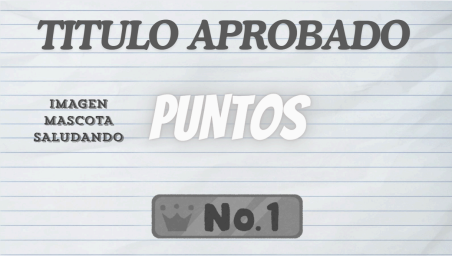 TITULO APROBADO
IMAGEN
MASCOTA
SALUDANDO
PUNTOS
No.1